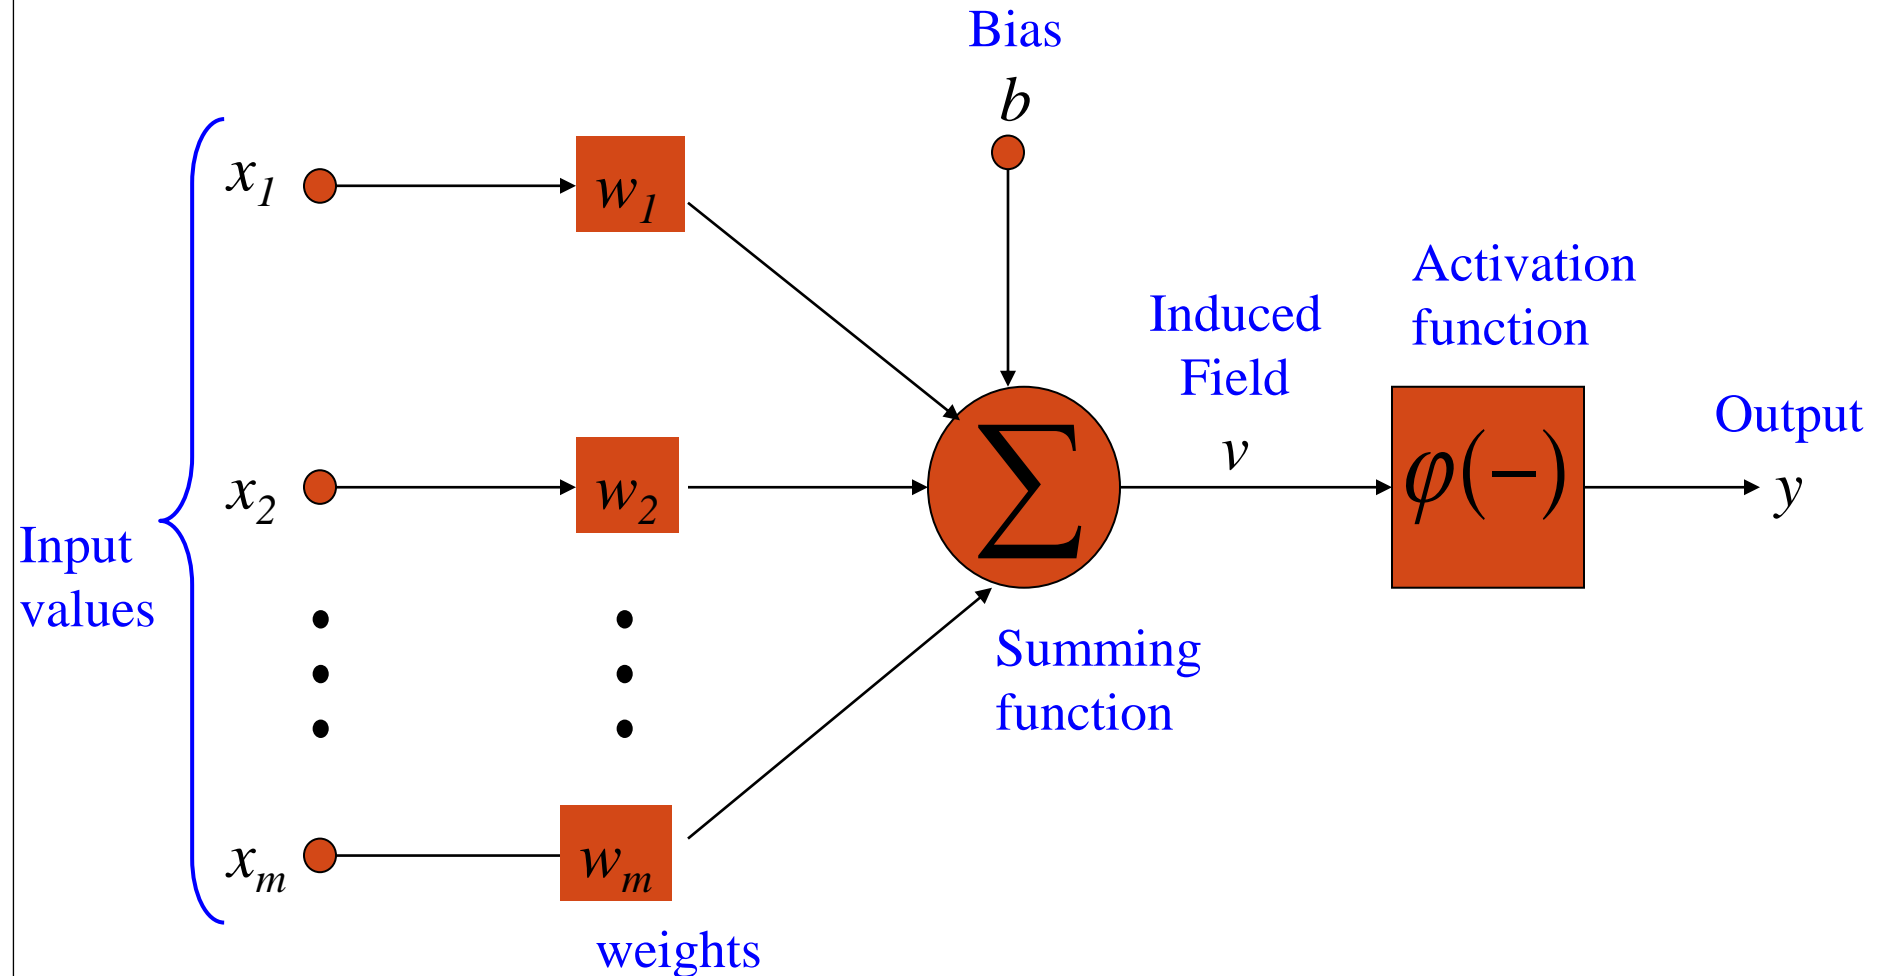 Bias
b
x1
w1
Activation
function
Induced
Field
v
Output
x2
w2
∑
φ(−)
y
Input
values
Summing
function
xm
wm
weights